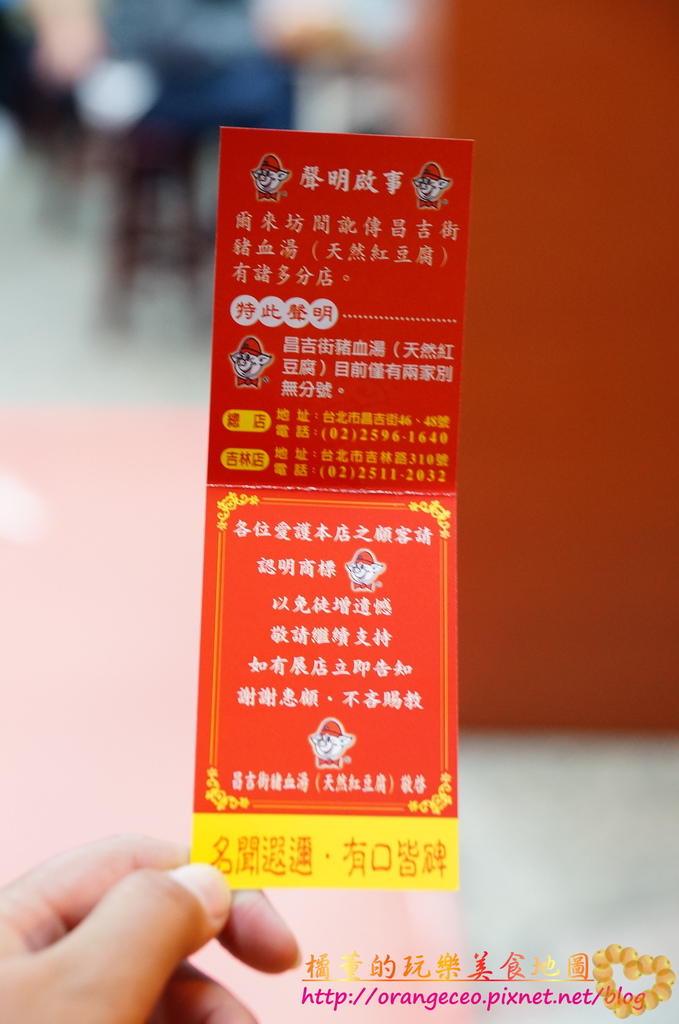 聲明啟事
爾來坊間訛傳昌吉街
豬血湯（天然紅豆腐）
有諸多分店。
特此聲明
昌吉街豬血湯（天然紅
豆腐）目前僅有兩家別
無分號。
總店 地址：台北市昌吉街46、48號
電話：(02)2596-1640
吉林店 地址：台北市吉林路310號
電話：(02)2511-2032
各位愛護本店之顧客請
認明商標
以免徒增遺憾
敬請繼續支持
如有展店立即告知
謝謝惠顧·不吝賜教
昌吉街豬血湯（天然紅豆腐）敬啓
名聞遐邇·有口皆碑
橘董的玩樂美食地圖
http://orangeceo.pixnet.net/blog